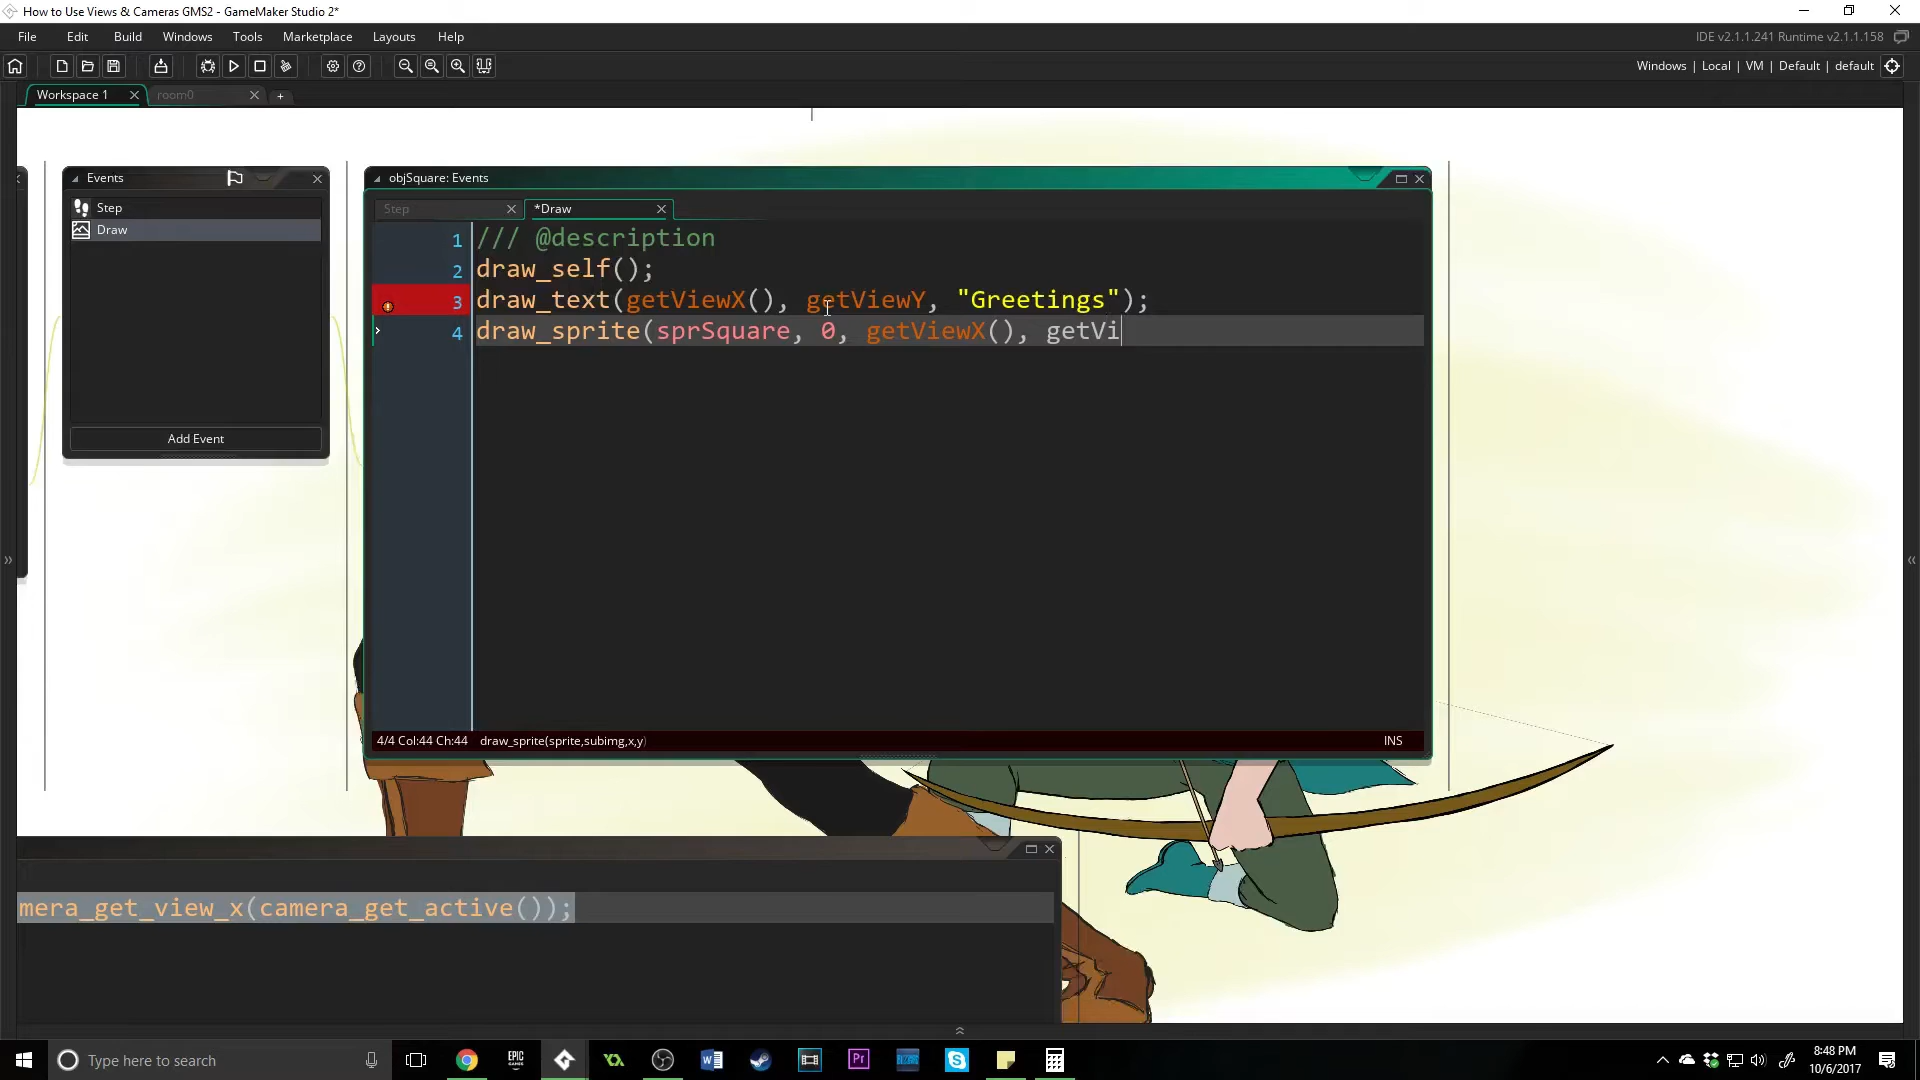 How to Use Views & Cameras GMS2 - GameMaker Studio 2*
File Edit Build Windows Tools Marketplace Layouts Help
IDE v2.1.1.241 Runtime v2.1.1.158
Windows | Local | VM | Default | default
Workspace 1 room0
Events
Step
Draw
Add Event
objSquare: Events
Step *Draw
1 /// @description
2 draw_self();
3 draw_text(getViewX(), getViewY, "Greetings");
4 draw_sprite(sprSquare, 0, getViewX(), getVi
4/4 Col:44 Ch:44 draw_sprite(sprite,subimg,x,y) INS
mera_get_view_x(camera_get_active());
Type here to search
EPIC GAMES
8:48 PM
10/6/2017